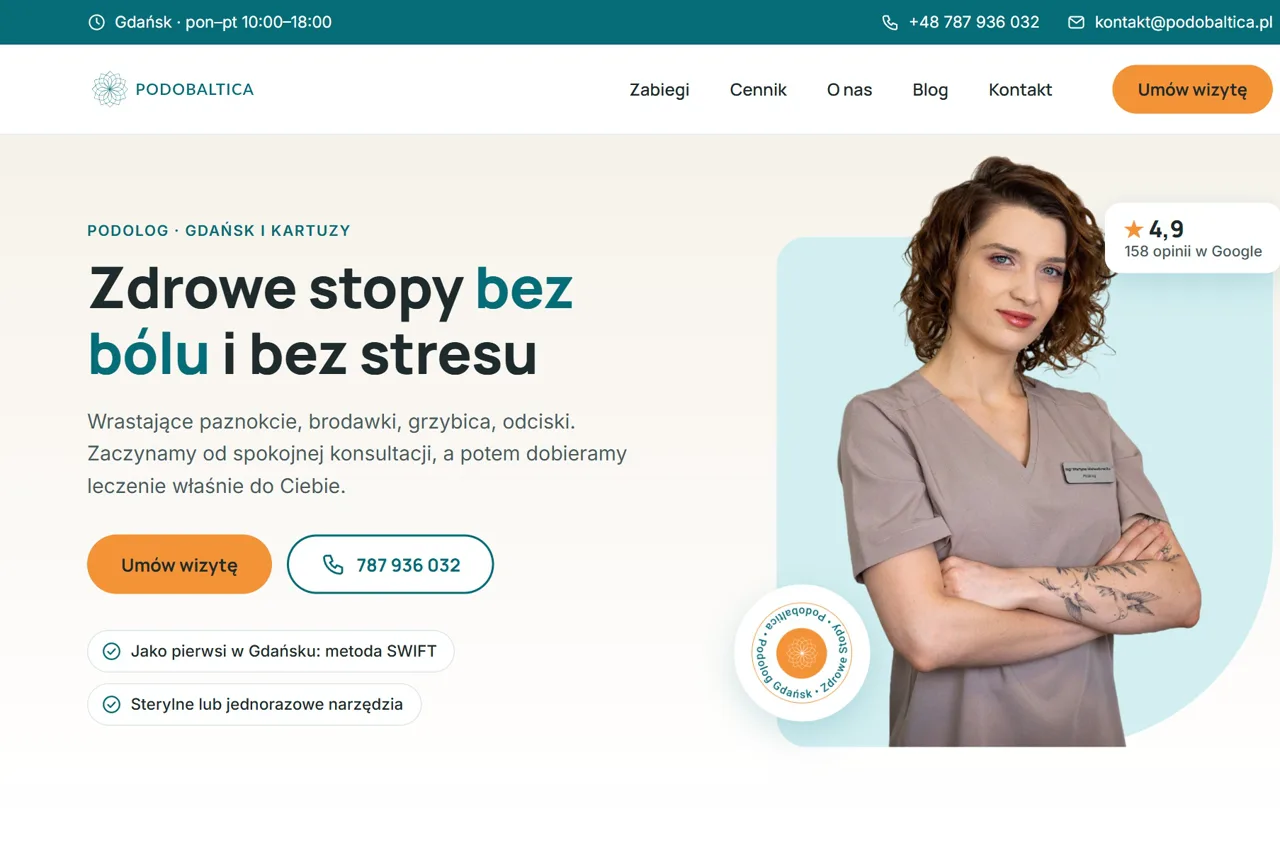 Gdańsk · pon–pt 10:00–18:00
+48 787 936 032
kontakt@podobaltica.pl
PODOBALTICA
Zabiegi
Cennik
O nas
Blog
Kontakt
Umów wizytę
PODOLOG · GDAŃSK I KARTUZY
Zdrowe stopy bez
bólu i bez stresu
Wrastające paznokcie, brodawki, grzybica, odciski.
Zaczynamy od spokojnej konsultacji, a potem dobieramy
leczenie właśnie do Ciebie.
Umów wizytę
787 936 032
Jako pierwsi w Gdańsku: metoda SWIFT
Sterylne lub jednorazowe narzędzia
4,9
158 opinii w Google
Podolog Gdańsk • Zdrowe Stopy • Podobaltica •